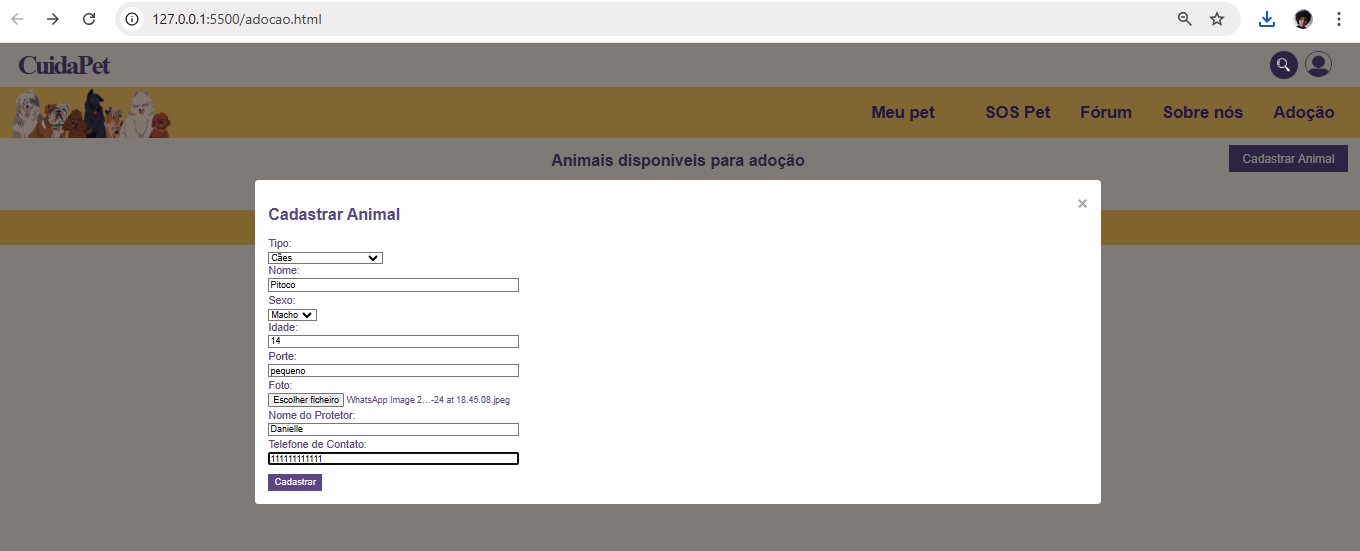 127.0.0.1:5500/adocao.html
CuidaPet
Meu pet SOS Pet Fórum Sobre nós Adoção
Animais disponíveis para adoção
Cadastrar Animal
×
Cadastrar Animal
Tipo:
Cães
Nome:
Pitoco
Sexo:
Macho
Idade:
14
Porte:
pequeno
Foto:
Escolher ficheiro WhatsApp Image 2...-24 at 18.45.08.jpeg
Nome do Protetor:
Danielle
Telefone de Contato:
111111111111
Cadastrar